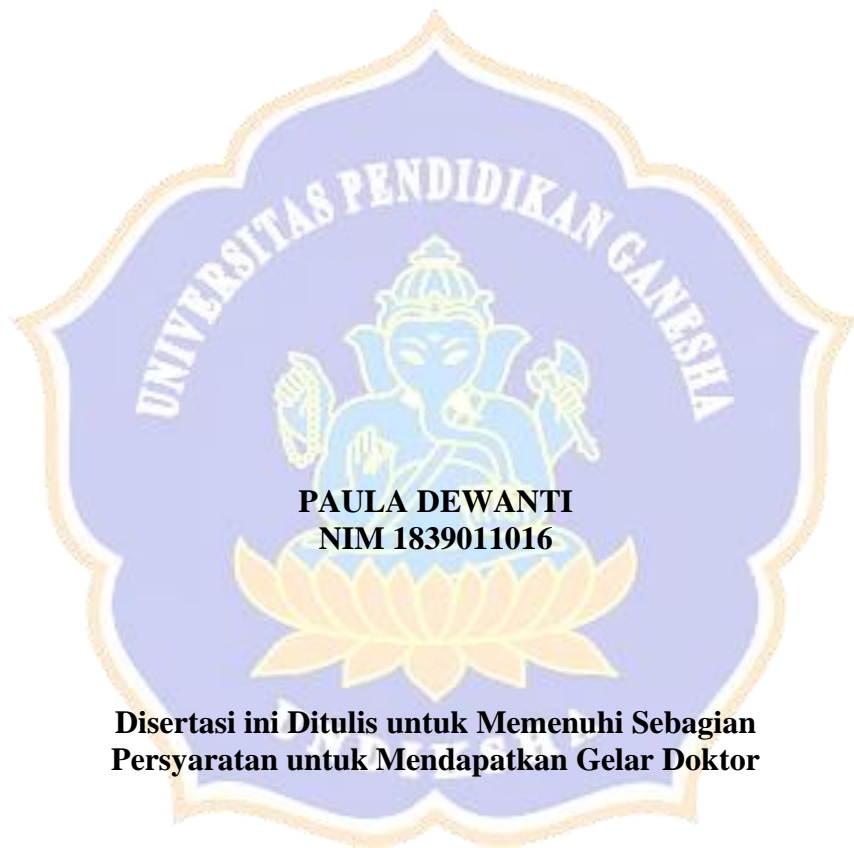 UNIVERSITAS PENDIDIKAN GANESHA
PAULA DEWANTI
NIM 1839011016
Disertasi ini Ditulis untuk Memenuhi Sebagian
Persyaratan untuk Mendapatkan Gelar Doktor